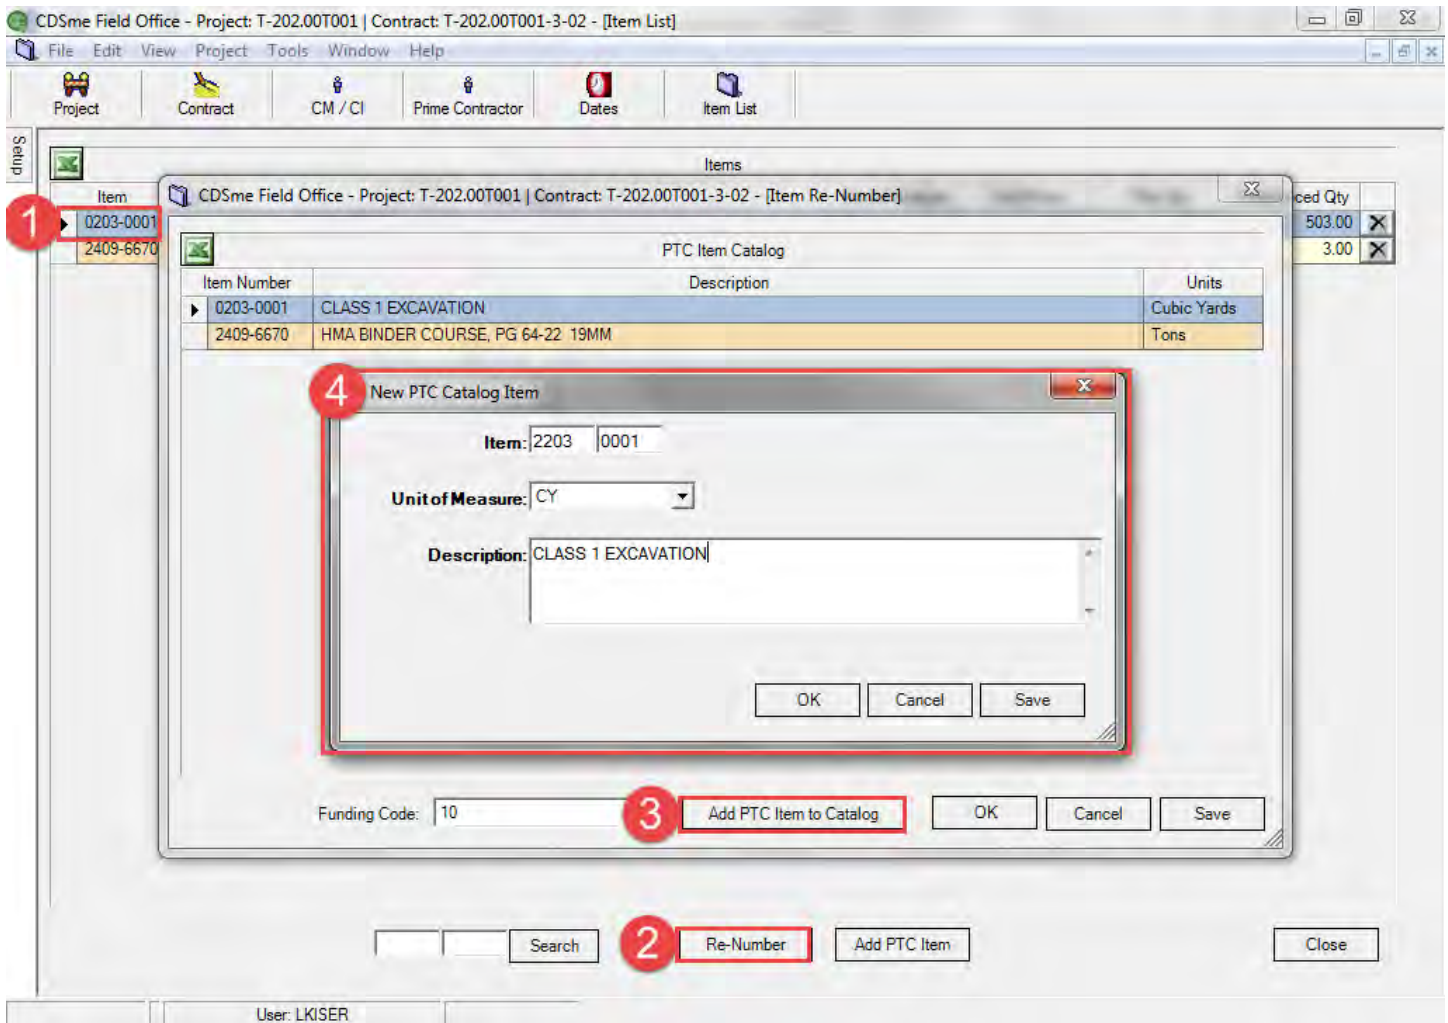 CDSme Field Office - Project: T-202.00T001 | Contract: T-202.00T001-3-02 - [Item List]
File Edit View Project Tools Window Help
Project Contract CM / CI Prime Contractor Dates Item List
Setup
Items
Item ced Qty
CDSme Field Office - Project: T-202.00T001 | Contract: T-202.00T001-3-02 - [Item Re-Number]
1 0203-0001 503.00
2409-6670 3.00
PTC Item Catalog
Item Number Description Units
0203-0001 CLASS 1 EXCAVATION Cubic Yards
2409-6670 HMA BINDER COURSE, PG 64-22 19MM Tons
4 New PTC Catalog Item
Item: 2203 0001
Unit of Measure: CY
Description: CLASS 1 EXCAVATION
OK Cancel Save
Funding Code: 10 3 Add PTC Item to Catalog OK Cancel Save
Search 2 Re-Number Add PTC Item Close
User: LKISER